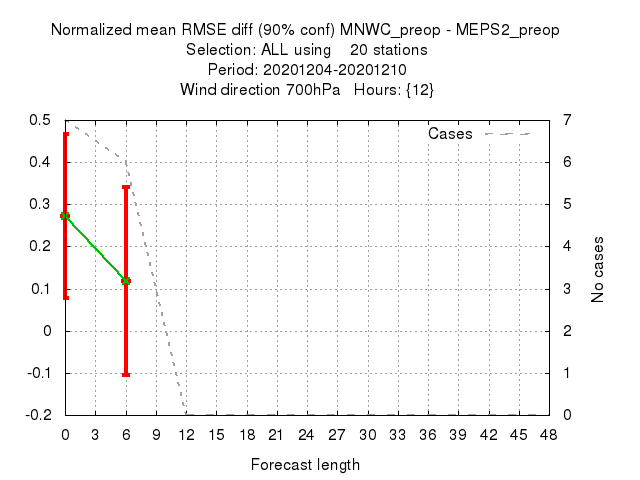 Normalized mean RMSE diff (90% conf) MNWC_preop - MEPS2_preop
Selection: ALL using 20 stations
Period: 20201204-20201210
Wind direction 700hPa Hours: {12}
Cases
0.5
0.4
0.3
0.2
0.1
0
-0.1
-0.2
7
6
5
4
3
2
1
0
No cases
0 3 6 9 12 15 18 21 24 27 30 33 36 39 42 45 48
Forecast length